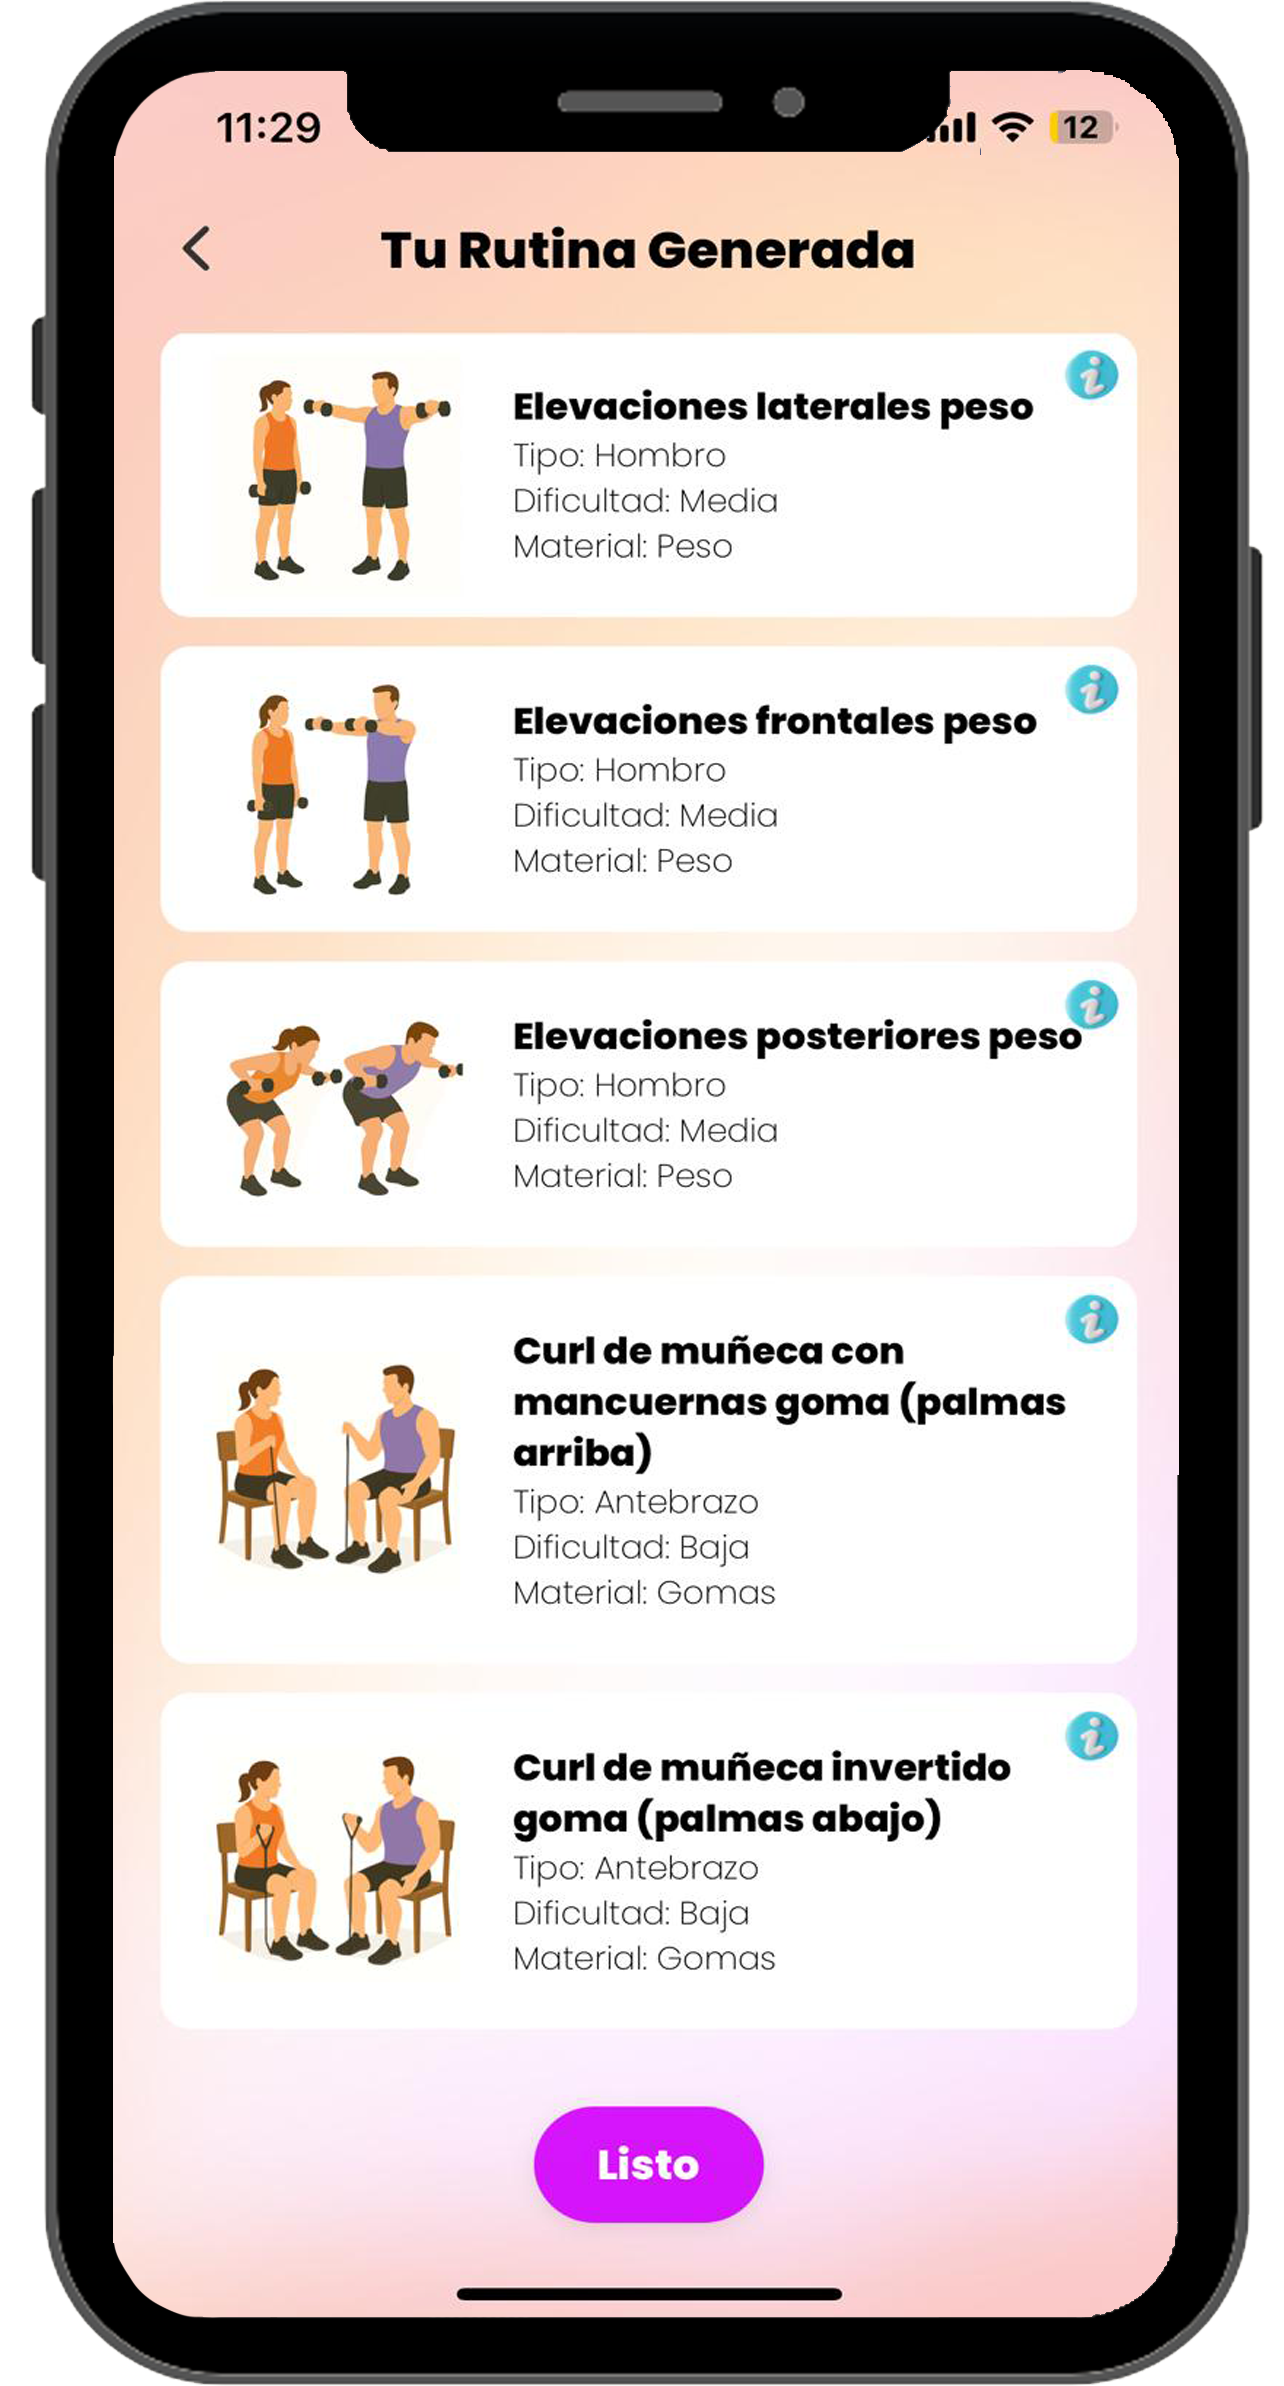 11:29
12
Tu Rutina Generada
Elevaciones laterales peso
Tipo: Hombro
Dificultad: Media
Material: Peso
Elevaciones frontales peso
Tipo: Hombro
Dificultad: Media
Material: Peso
Elevaciones posteriores peso
Tipo: Hombro
Dificultad: Media
Material: Peso
Curl de muñeca con
mancuernas goma (palmas
arriba)
Tipo: Antebrazo
Dificultad: Baja
Material: Gomas
Curl de muñeca invertido
goma (palmas abajo)
Tipo: Antebrazo
Dificultad: Baja
Material: Gomas
Listo